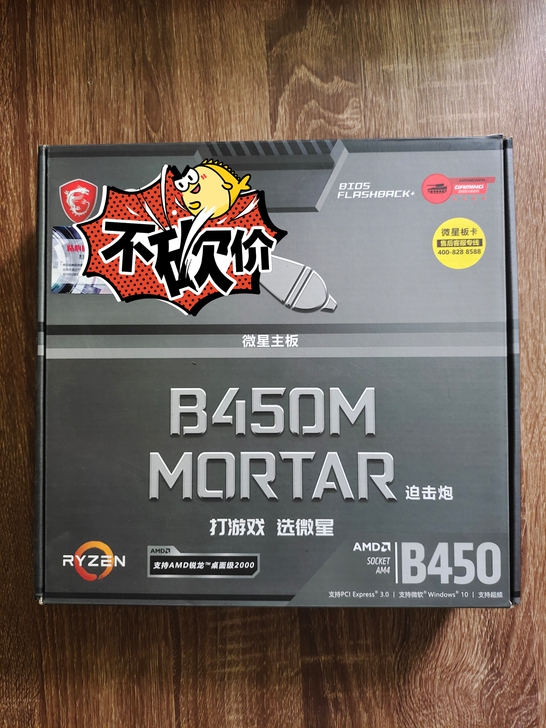 BIOS
FLASHBACK+
GAMING
不砍价
微星板卡
售后客服专线
400-828 8588
微星主板
B450M
MORTAR 迫击炮
打游戏 选微星
RYZEN
AMD
支持AMD锐龙™桌面级2000
AMD
SOCKET
AM4
B450
支持PCI Express® 3.0 | 支持微软® Windows® 10 | 支持超频